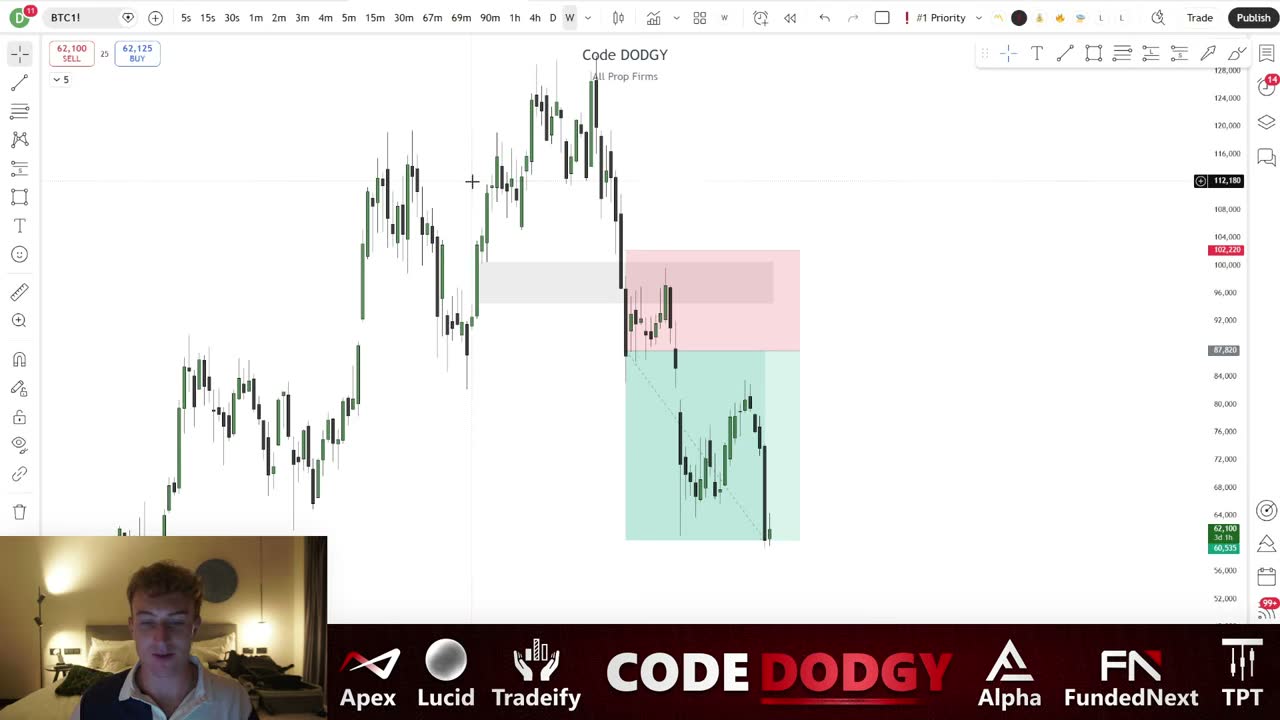 D
11
BTC1!
5s 15s 30s 1m 2m 3m 4m 5m 15m 30m 67m 69m 90m 1h 4h D W
W
#1 Priority
L
L
Trade
Publish
62,100
SELL
25
62,125
BUY
5
Code DODGY
All Prop Firms
T
L
S
14
128,000
124,000
120,000
116,000
112,180
108,000
104,000
102,220
100,000
96,000
92,000
87,820
84,000
80,000
76,000
72,000
68,000
64,000
62,100
3d 1h
60,535
56,000
52,000
99+
Apex
Lucid
Tradeify
CODE DODGY
Alpha
FundedNext
TPT